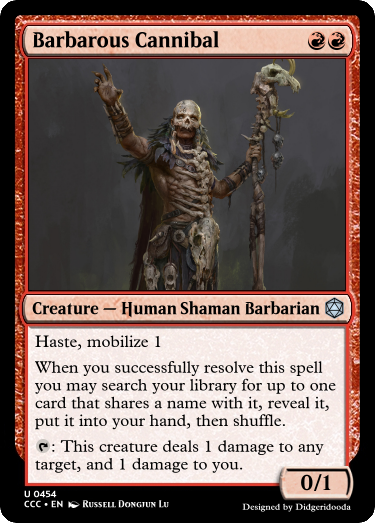 Barbarous Cannibal
Creature — Human Shaman Barbarian
Haste, mobilize 1
When you successfully resolve this spell
you may search your library for up to one
card that shares a name with it, reveal it,
put it into your hand, then shuffle.
: This creature deals 1 damage to any
target, and 1 damage to you.
0/1
U 0454
CCC • EN Russell Dongjun Lu
Designed by Didgeridooda